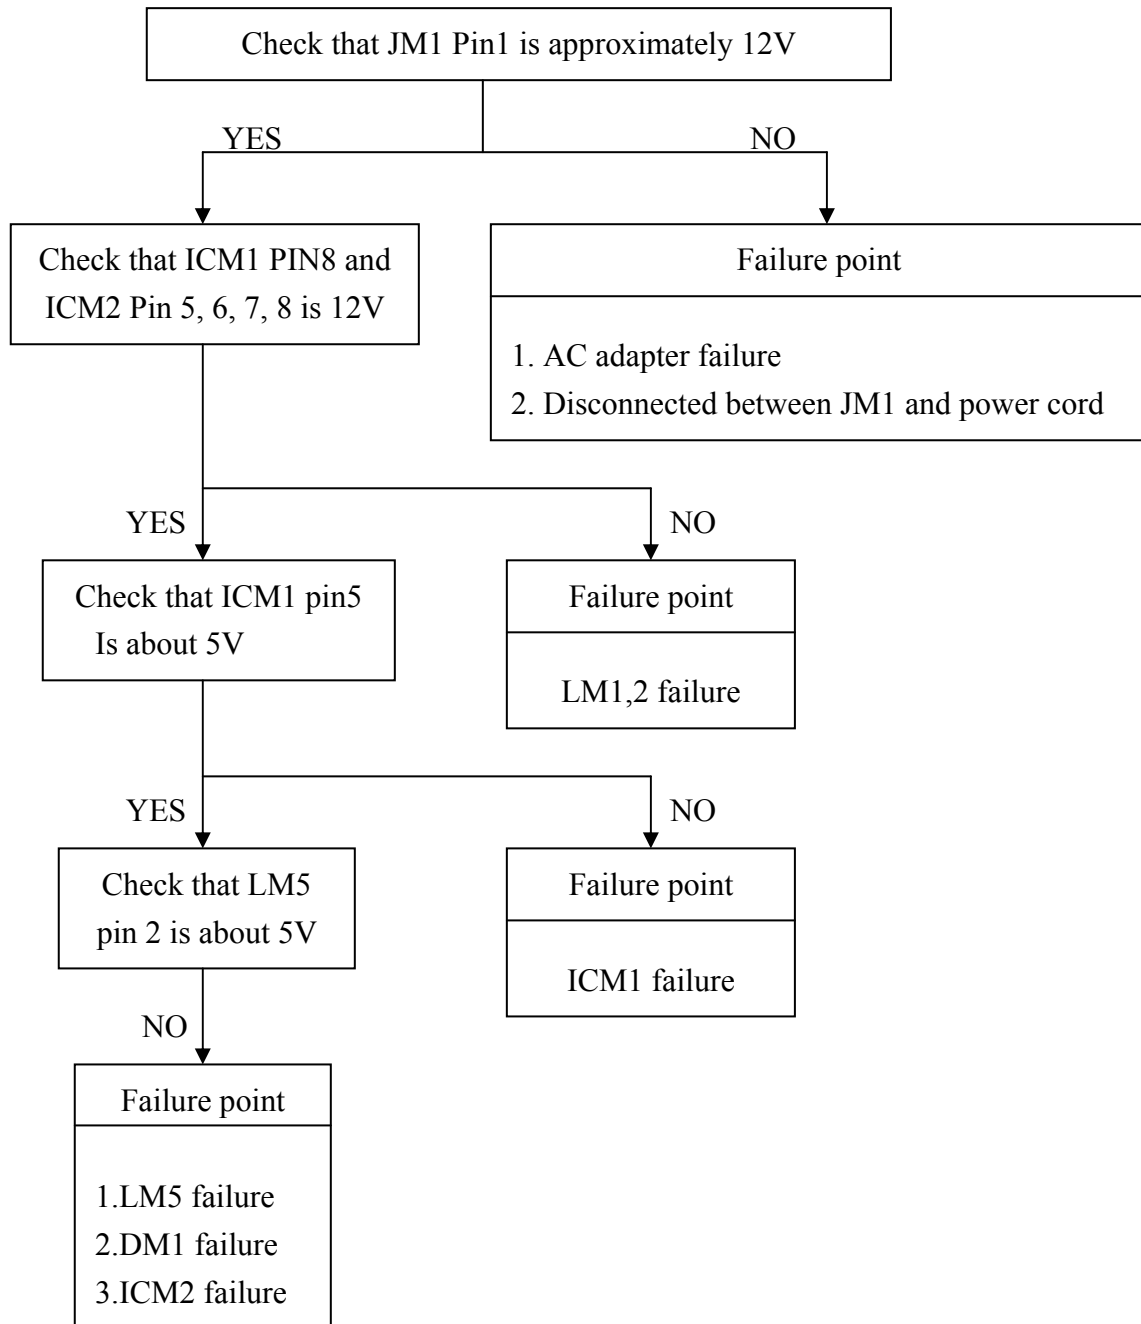 Check that JM1 Pin1 is approximately 12V
YES
NO
Check that ICM1 PIN8 and
ICM2 Pin 5, 6, 7, 8 is 12V
Failure point
1. AC adapter failure
2. Disconnected between JM1 and power cord
YES
NO
Check that ICM1 pin5
Is about 5V
Failure point
LM1,2 failure
YES
NO
Check that LM5
pin 2 is about 5V
Failure point
ICM1 failure
NO
Failure point
1.LM5 failure
2.DM1 failure
3.ICM2 failure